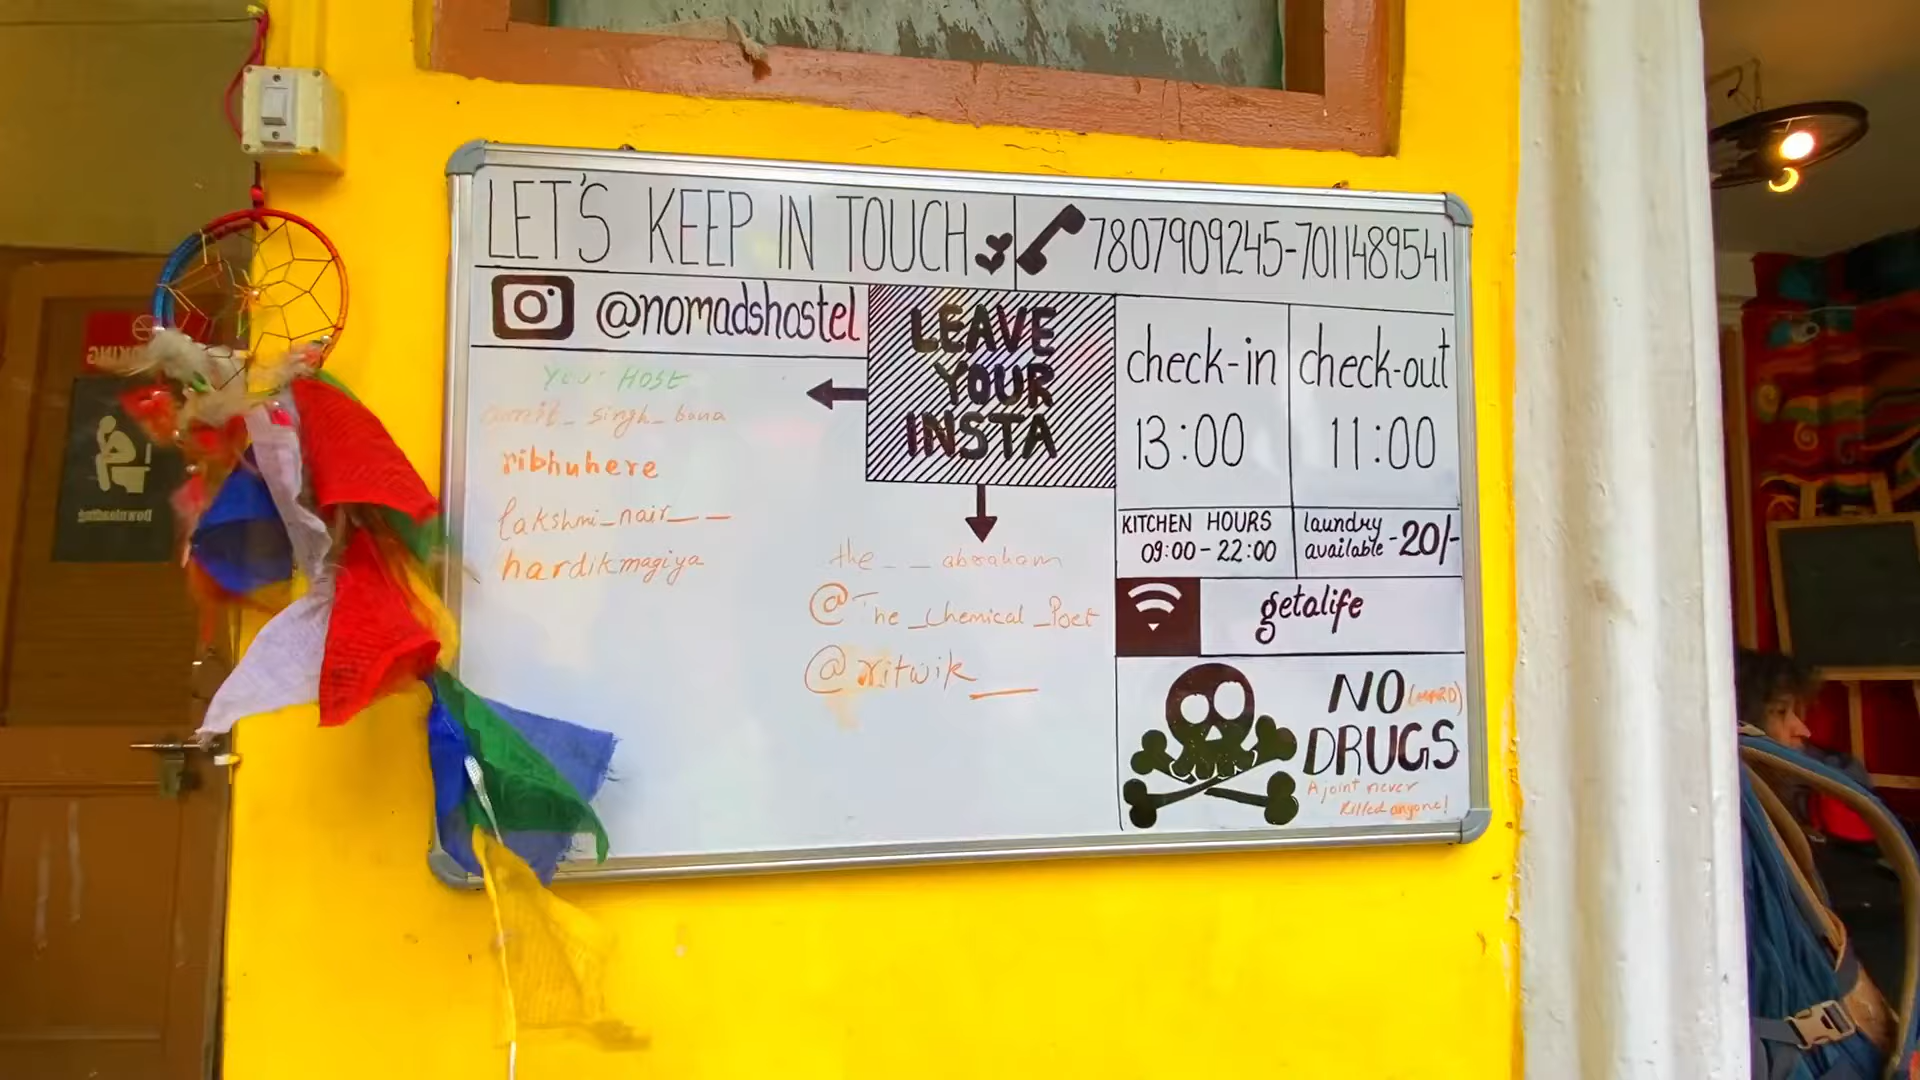 LET'S KEEP IN TOUCH
7807909245-7011489541
@nomadshostel
LEAVE
YOUR
INSTA
Your HOST
singh_bana
ribhuhere
lakshmi_nair__
hardikmagiya
the__abraham
@The_Chemical_Poet
@ritwik__
check-in
13:00
check-out
11:00
KITCHEN HOURS
09:00-22:00
laundry
available -20/-
getalife
NO (HARD)
DRUGS
A joint never
killed anyone!